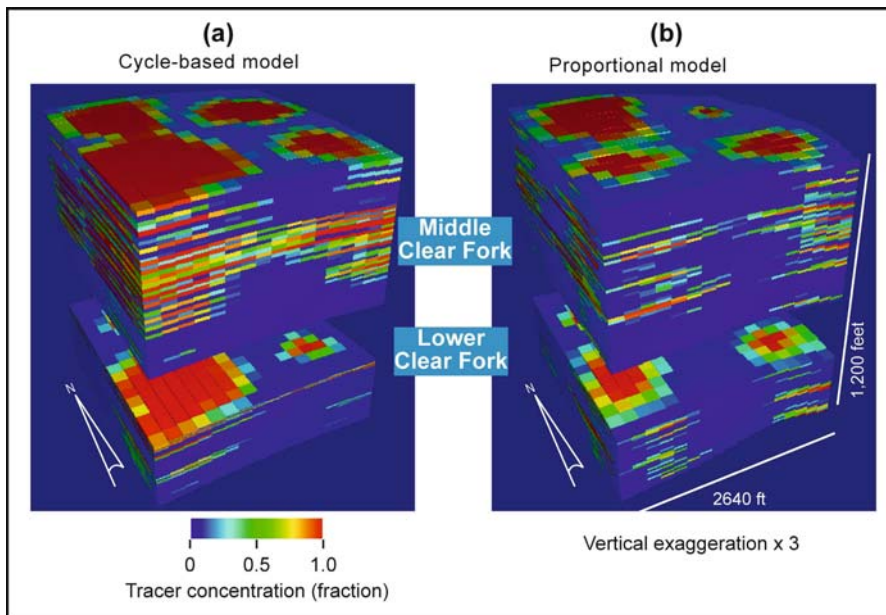 (a)
Cycle-based model
(b)
Proportional model
Middle
Clear Fork
Lower
Clear Fork
N
N
1,200 feet
2640 ft
0
0.5
1.0
Tracer concentration (fraction)
Vertical exaggeration x 3